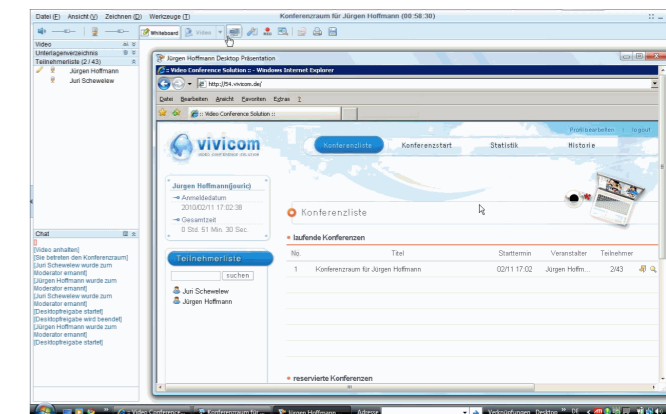 Datei (F) Ansicht (V) Zeichnen (D) Werkzeuge (T)
Konferenzraum für Jürgen Hoffmann (00:58:30)
Whiteboard Video
Video
Unterlagenverzeichnis
Teilnehmerliste (2 / 43)
Jürgen Hoffmann
Juri Schewelew
Chat
[Video anhalten]
[Sie betreten den Konferenzraum]
[Juri Schewelew wurde zum
Moderator ernannt]
[Jürgen Hoffmann wurde zum
Moderator ernannt]
[Juri Schewelew wurde zum
Moderator ernannt]
[Desktopfreigabe startet]
[Desktopfreigabe wird beendet]
[Jürgen Hoffmann wurde zum
Moderator ernannt]
[Desktopfreigabe startet]
Jürgen Hoffmann Desktop Präsentation
:: Video Conference Solution :: - Windows Internet Explorer
http://54.vivicom.de/
Datei Bearbeiten Ansicht Favoriten Extras ?
:: Video Conference Solution ::
Profil bearbeiten | logout
vivicom
VIDEO CONFERENCE SOLUTION
Konferenzliste Konferenzstart Statistik Historie
Jurgen Hoffmann(jouric)
Anmeldedatum
2010/02/11 17:02:38
Gesamtzeit
0 Std. 51 Min. 30 Sec.
Teilnehmerliste
suchen
Juri Schewelew
Jürgen Hoffmann
Konferenzliste
laufende Konferenzen
No. Titel Starttermin Veranstalter Teilnehmer
1 Konferenzraum für Jürgen Hoffmann 02/11 17:02 Jürgen Hoffm... 2/43
reservierte Konferenzen
:: Video Conference... Konferenzraum für ... Jürgen Hoffmann ... Adresse Verknüpfungen Desktop DE